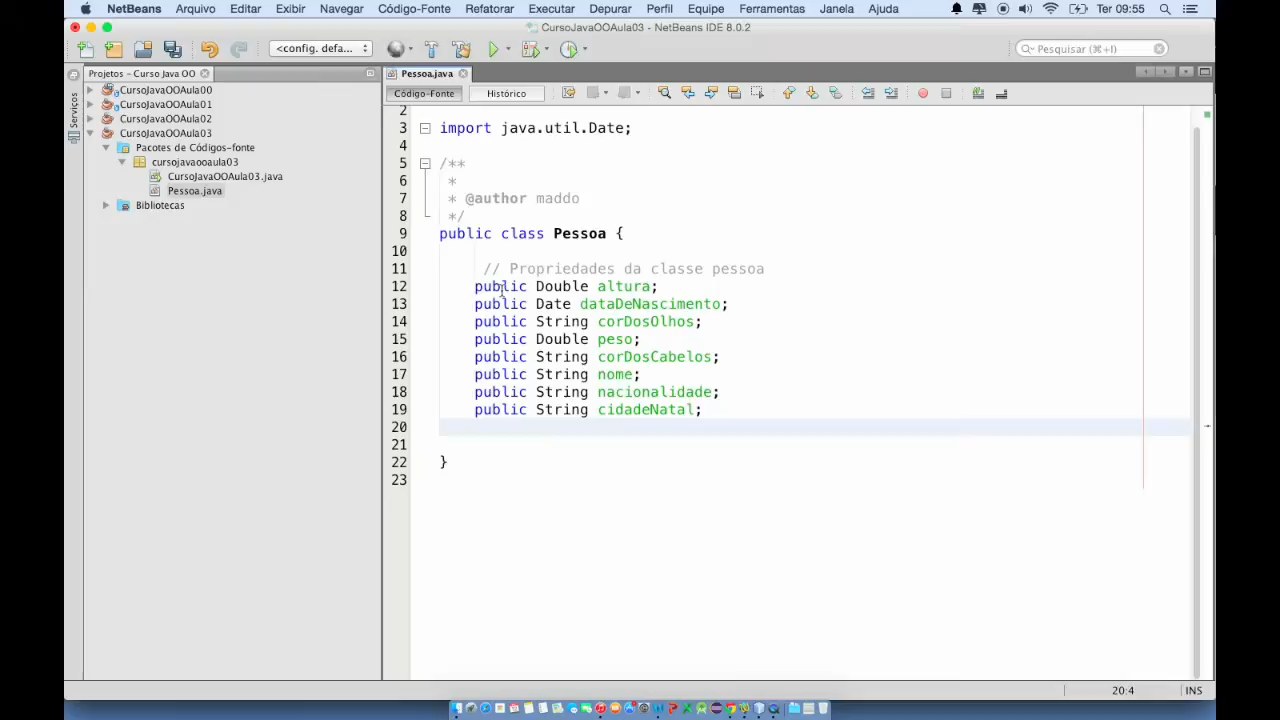 NetBeans Arquivo Editar Exibir Navegar Código-Fonte Refatorar Executar Depurar Perfil Equipe Ferramentas Janela Ajuda Ter 09:55
CursoJavaOOAula03 - NetBeans IDE 8.0.2
<config. defa... Pesquisar (⌘+I)
Projetos – Curso Java OO Pessoa.java
Código-Fonte Histórico
Serviços
CursoJavaOOAula00
CursoJavaOOAula01
CursoJavaOOAula02
CursoJavaOOAula03
Pacotes de Códigos-fonte
cursojavaooaula03
CursoJavaOOAula03.java
Pessoa.java
Bibliotecas
2
3 import java.util.Date;
4
5 /**
6 *
7 * @author maddo
8 */
9 public class Pessoa {
10
11 // Propriedades da classe pessoa
12 public Double altura;
13 public Date dataDeNascimento;
14 public String corDosOlhos;
15 public Double peso;
16 public String corDosCabelos;
17 public String nome;
18 public String nacionalidade;
19 public String cidadeNatal;
20
21
22 }
23
20:4 INS